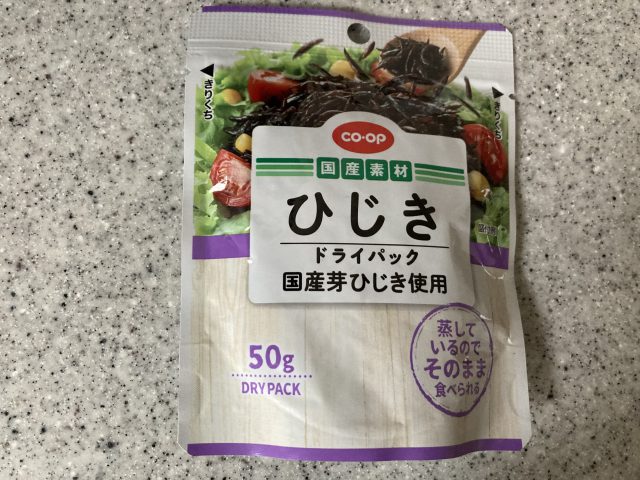 きりくち
きりくち
CO·OP
国産素材
ひじき
ドライパック
国産芽ひじき使用
50g
DRY PACK
蒸して
いるので
そのまま
食べられる